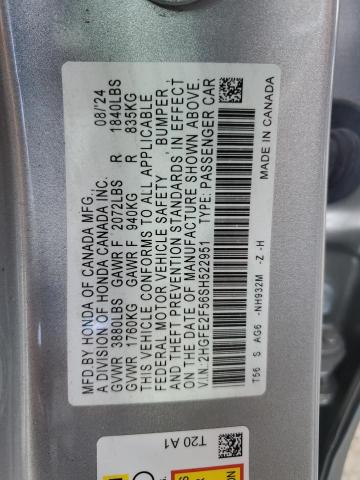 MFD.BY HONDA OF CANADA MFG.    08/'24
A DIVISION OF HONDA CANADA INC.
GVWR 3880LBS GAWR F 2072LBS R 1840LBS
GVWR 1760KG GAWR F 940KG R 835KG
THIS VEHICLE CONFORMS TO ALL APPLICABLE
FEDERAL MOTOR VEHICLE SAFETY, BUMPER,
AND THEFT PREVENTION STANDARDS IN EFFECT
ON THE DATE OF MANUFACTURE SHOWN ABOVE.
V.I.N: 2HGFE2F56SH522951 TYPE: PASSENGER CAR
T56 S AG6 -NH932M -Z -H
MADE IN CANADA
T20 A1